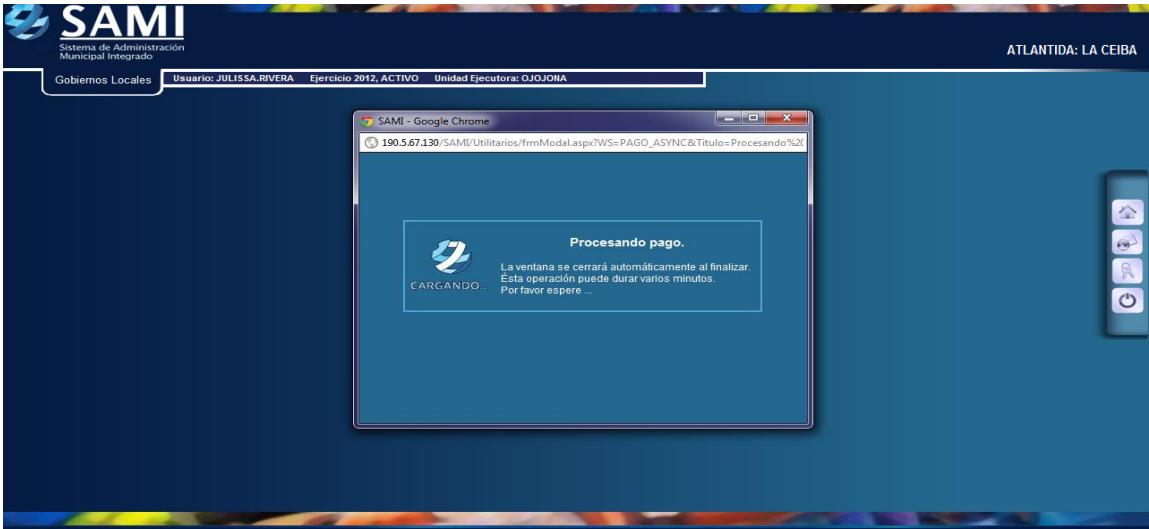 SAMI
Sistema de Administración
Municipal Integrado
ATLANTIDA: LA CEIBA
Gobiernos Locales
Usuario: JULISSA.RIVERA Ejercicio 2012, ACTIVO Unidad Ejecutora: OJOJONA
SAMI - Google Chrome
190.5.67.130/SAMI/Utilitarios/frmModal.aspx?WS=PAGO_ASYNC&Titulo=Procesando%2
Procesando pago.
La ventana se cerrará automáticamente al finalizar.
Ésta operación puede durar varios minutos.
Por favor espere ...
CARGANDO..